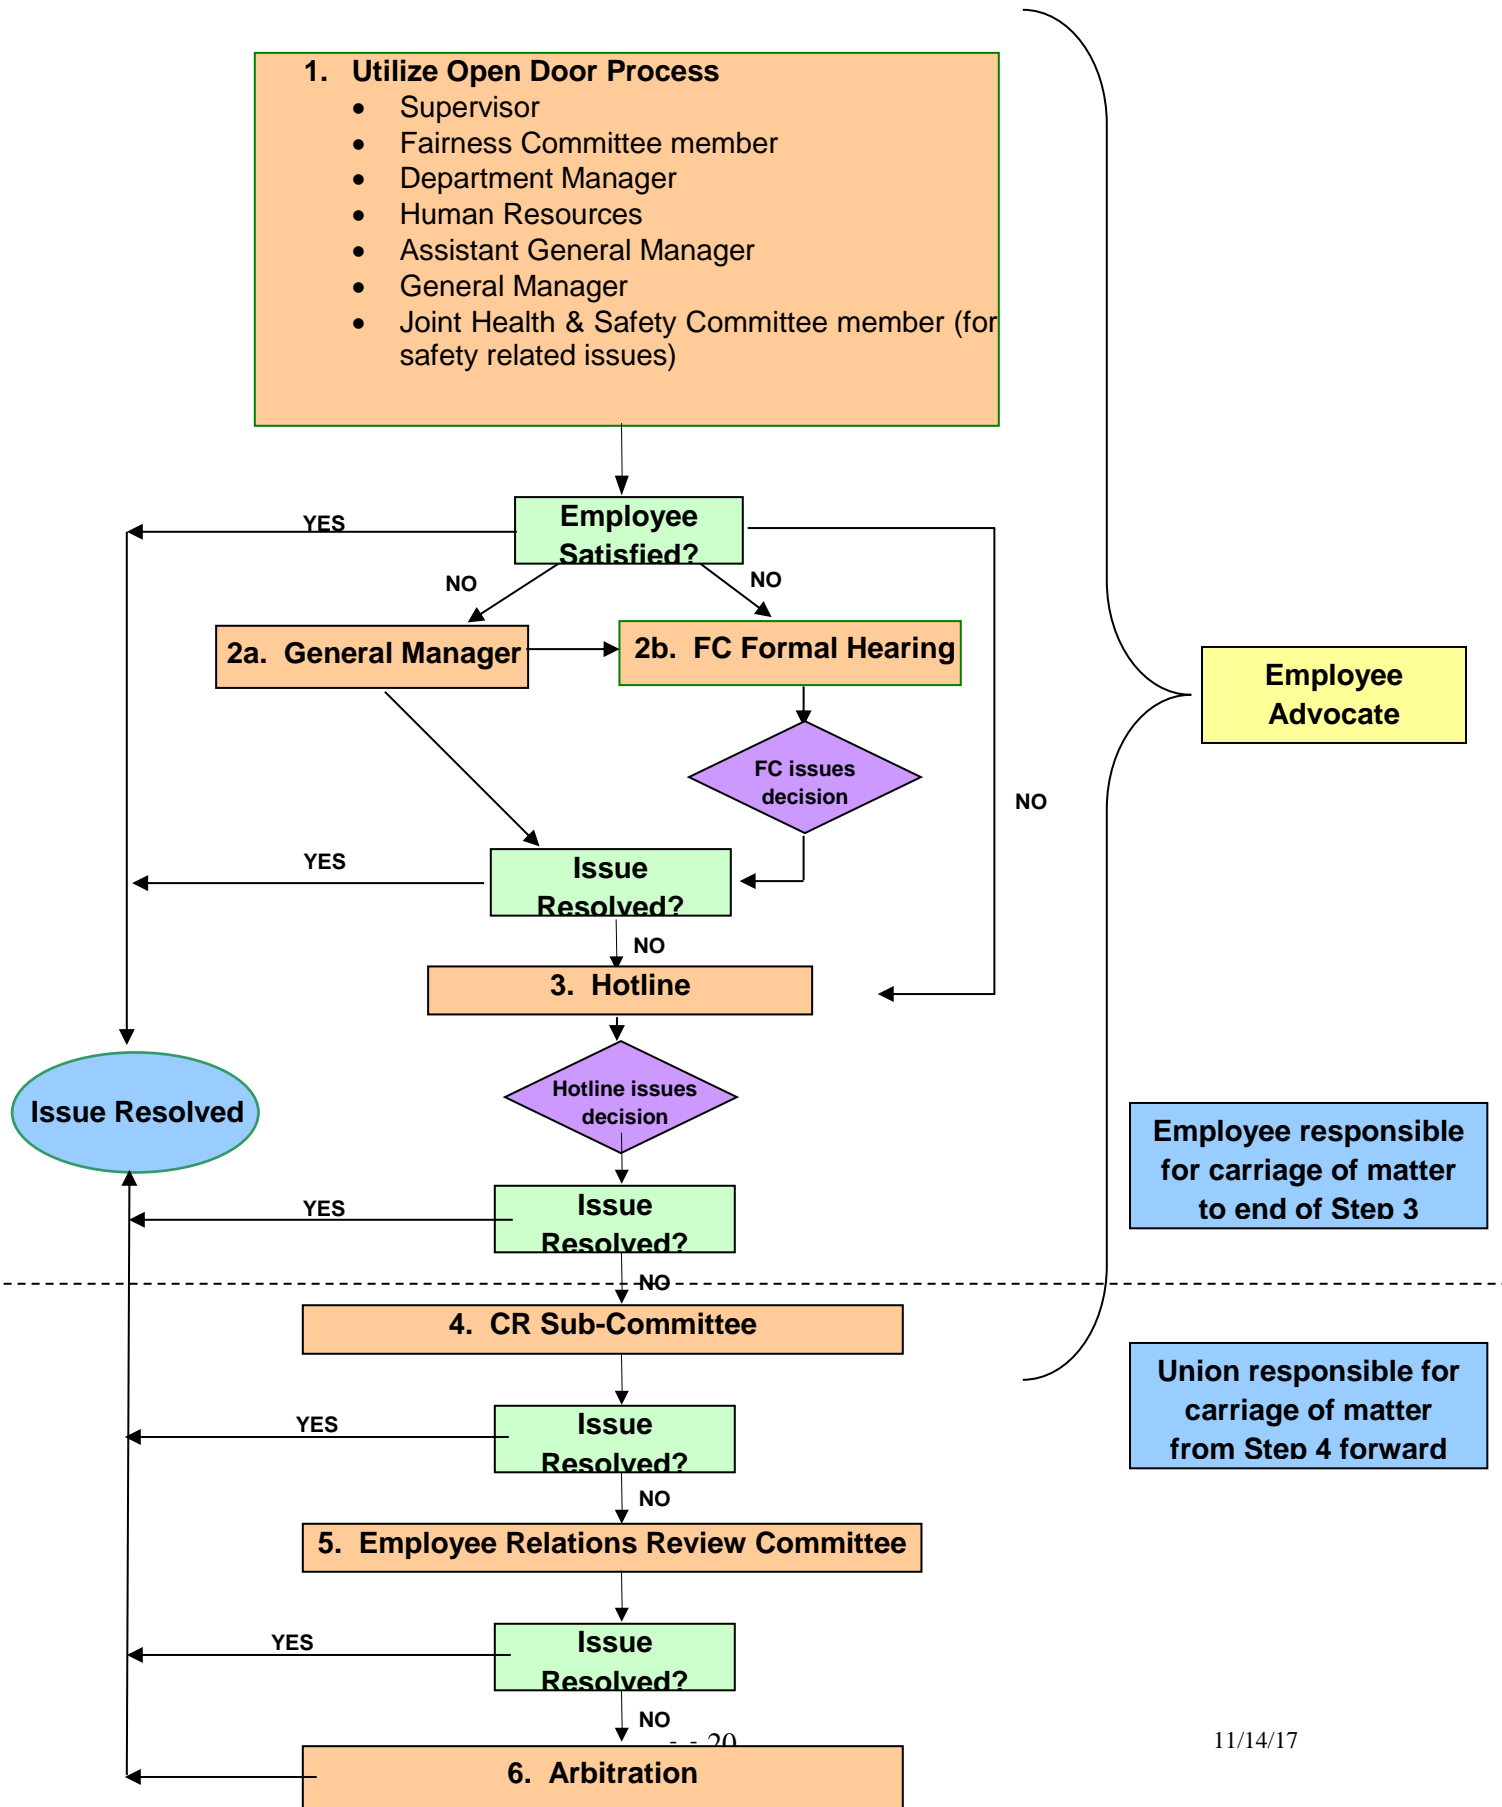 1. Utilize Open Door Process
• Supervisor
• Fairness Committee member
• Department Manager
• Human Resources
• Assistant General Manager
• General Manager
• Joint Health & Safety Committee member (for
safety related issues)
Employee
Satisfied?
YES
NO
NO
2a. General Manager
2b. FC Formal Hearing
Employee
Advocate
FC issues
decision
NO
YES
Issue
Resolved?
NO
3. Hotline
Hotline issues
decision
Issue Resolved
Employee responsible
for carriage of matter
to end of Step 3
YES
Issue
Resolved?
NO
4. CR Sub-Committee
Union responsible for
carriage of matter
from Step 4 forward
YES
Issue
Resolved?
NO
5. Employee Relations Review Committee
YES
Issue
Resolved?
NO
- - 20
11/14/17
6. Arbitration